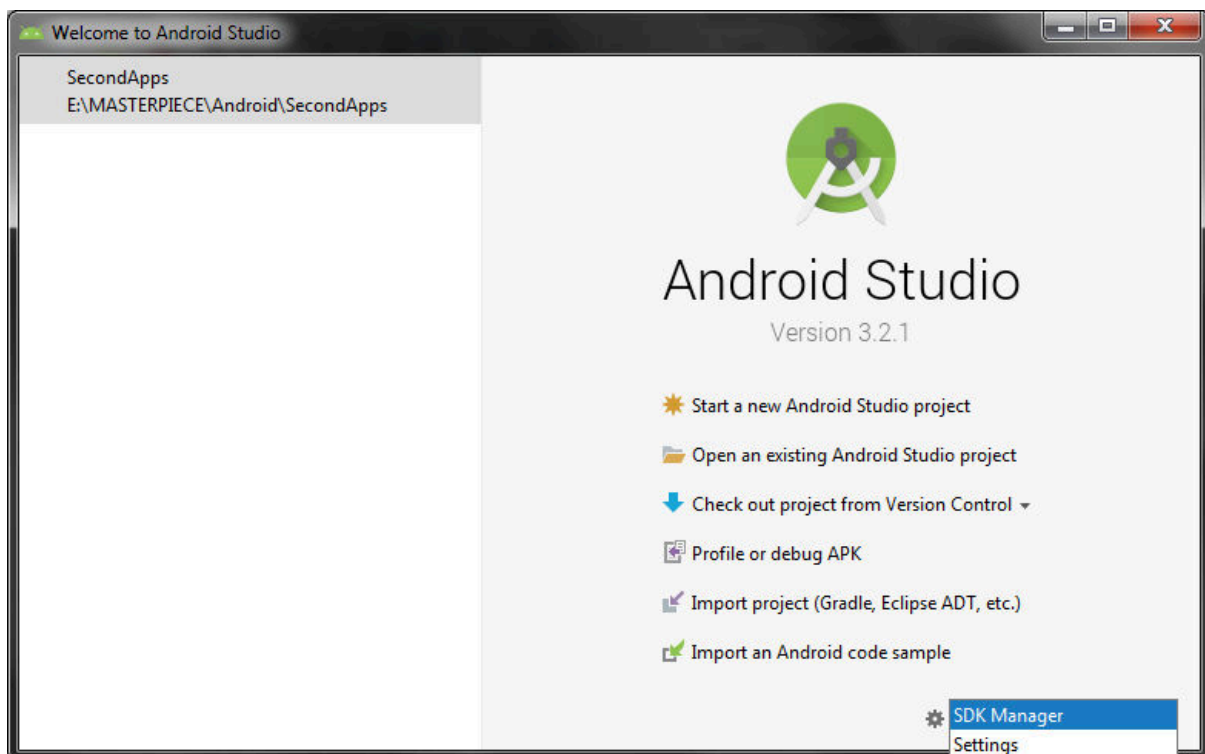 Welcome to Android Studio
SecondApps
E:\MASTERPIECE\Android\SecondApps
Android Studio
Version 3.2.1
Start a new Android Studio project
Open an existing Android Studio project
Check out project from Version Control
Profile or debug APK
Import project (Gradle, Eclipse ADT, etc.)
Import an Android code sample
SDK Manager
Settings